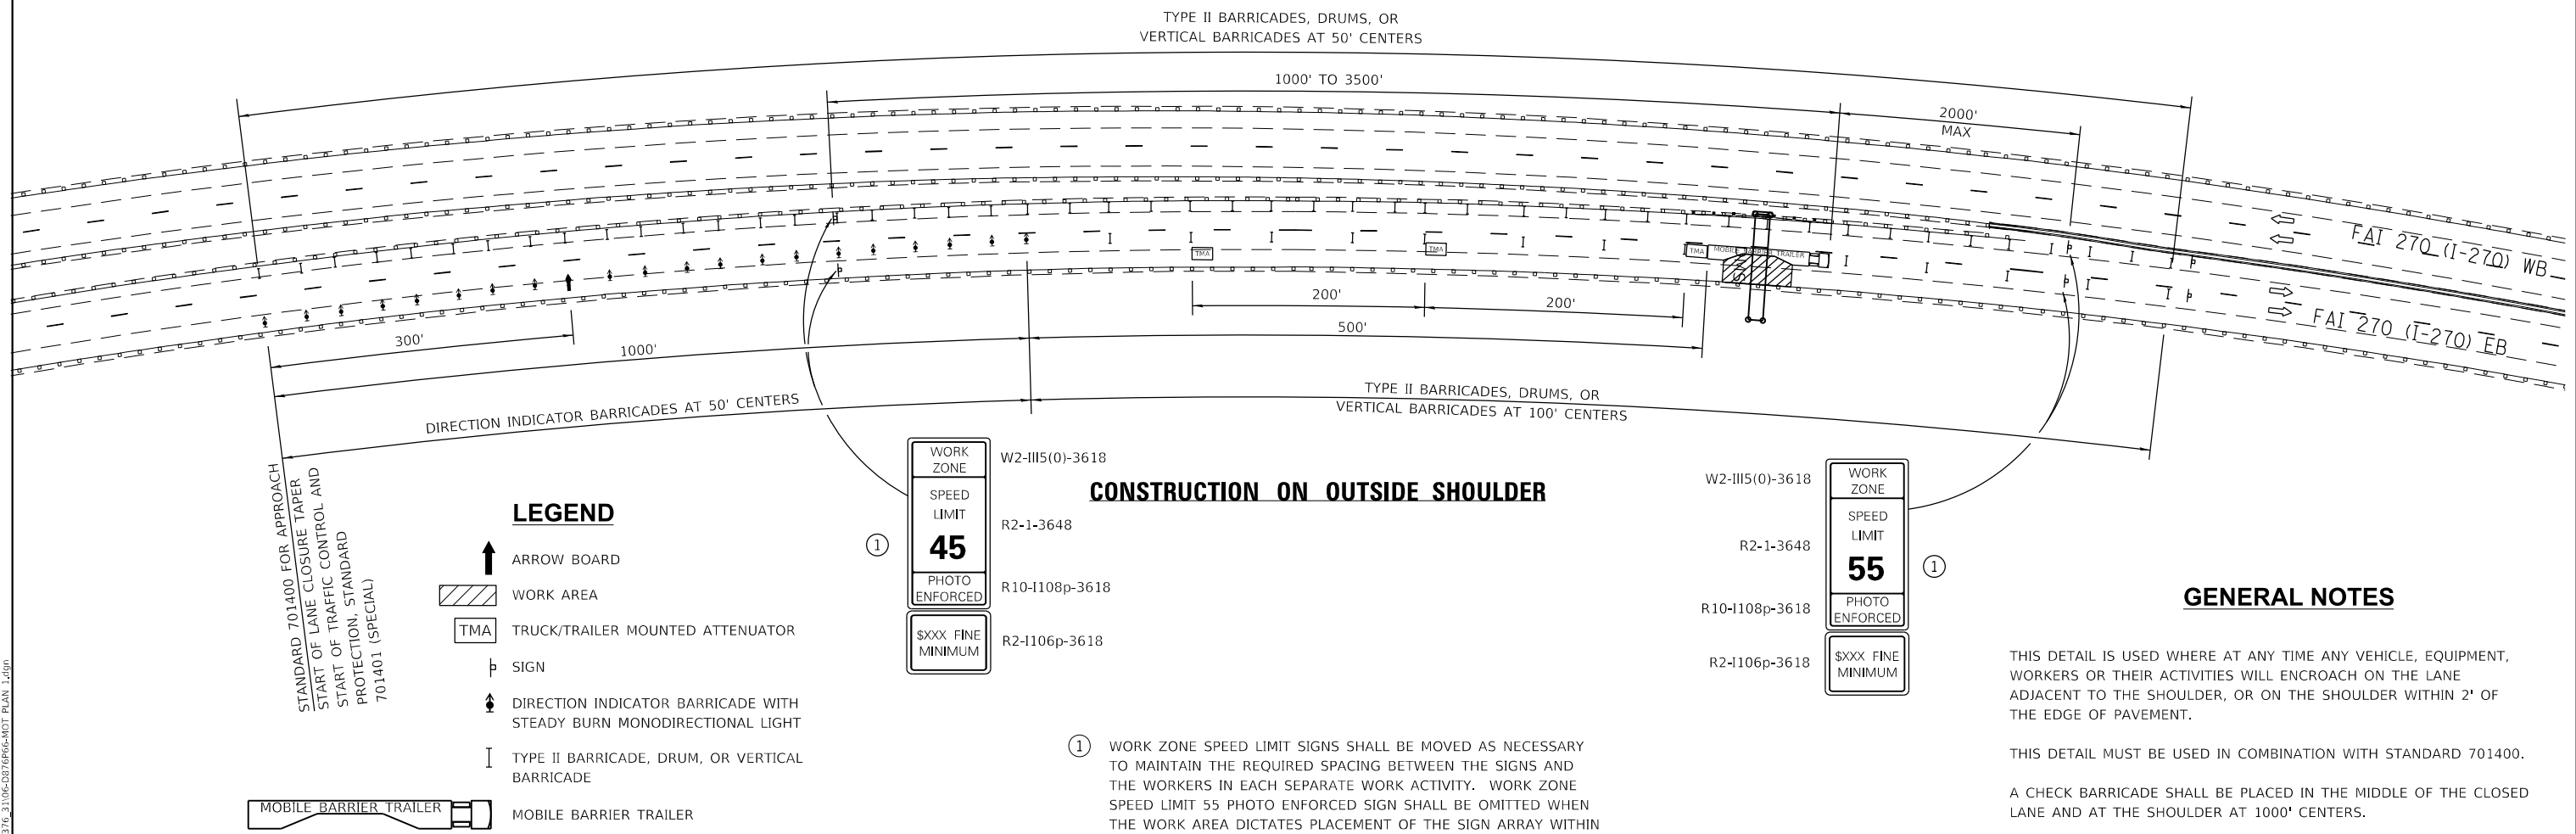 TYPE II BARRICADES, DRUMS, OR
VERTICAL BARRICADES AT 50' CENTERS
1000' TO 3500'
2000'
MAX
FAI 270 (I-270) WB
FAI 270 (I-270) EB
TMA
TMA
TMA
MOBILE BARRIER TRAILER
200'
200'
300'
1000'
500'
DIRECTION INDICATOR BARRICADES AT 50' CENTERS
TYPE II BARRICADES, DRUMS, OR
VERTICAL BARRICADES AT 100' CENTERS
STANDARD 701400 FOR APPROACH
START OF LANE CLOSURE TAPER
START OF TRAFFIC CONTROL AND
PROTECTION, STANDARD
701401 (SPECIAL)
LEGEND
ARROW BOARD
WORK AREA
TMA TRUCK/TRAILER MOUNTED ATTENUATOR
SIGN
DIRECTION INDICATOR BARRICADE WITH
STEADY BURN MONODIRECTIONAL LIGHT
TYPE II BARRICADE, DRUM, OR VERTICAL
BARRICADE
MOBILE BARRIER TRAILER MOBILE BARRIER TRAILER
1
WORK
ZONE
SPEED
LIMIT
45
PHOTO
ENFORCED
$XXX FINE
MINIMUM
W2-III5(0)-3618
R2-1-3648
R10-I108p-3618
R2-I106p-3618
CONSTRUCTION ON OUTSIDE SHOULDER
W2-III5(0)-3618
R2-1-3648
R10-I108p-3618
R2-I106p-3618
WORK
ZONE
SPEED
LIMIT
55
PHOTO
ENFORCED
$XXX FINE
MINIMUM
1
1 WORK ZONE SPEED LIMIT SIGNS SHALL BE MOVED AS NECESSARY
TO MAINTAIN THE REQUIRED SPACING BETWEEN THE SIGNS AND
THE WORKERS IN EACH SEPARATE WORK ACTIVITY. WORK ZONE
SPEED LIMIT 55 PHOTO ENFORCED SIGN SHALL BE OMITTED WHEN
THE WORK AREA DICTATES PLACEMENT OF THE SIGN ARRAY WITHIN
GENERAL NOTES
THIS DETAIL IS USED WHERE AT ANY TIME ANY VEHICLE, EQUIPMENT,
WORKERS OR THEIR ACTIVITIES WILL ENCROACH ON THE LANE
ADJACENT TO THE SHOULDER, OR ON THE SHOULDER WITHIN 2' OF
THE EDGE OF PAVEMENT.
THIS DETAIL MUST BE USED IN COMBINATION WITH STANDARD 701400.
A CHECK BARRICADE SHALL BE PLACED IN THE MIDDLE OF THE CLOSED
LANE AND AT THE SHOULDER AT 1000' CENTERS.
376_31\06-D876P66-MOT PLAN 1.dgn